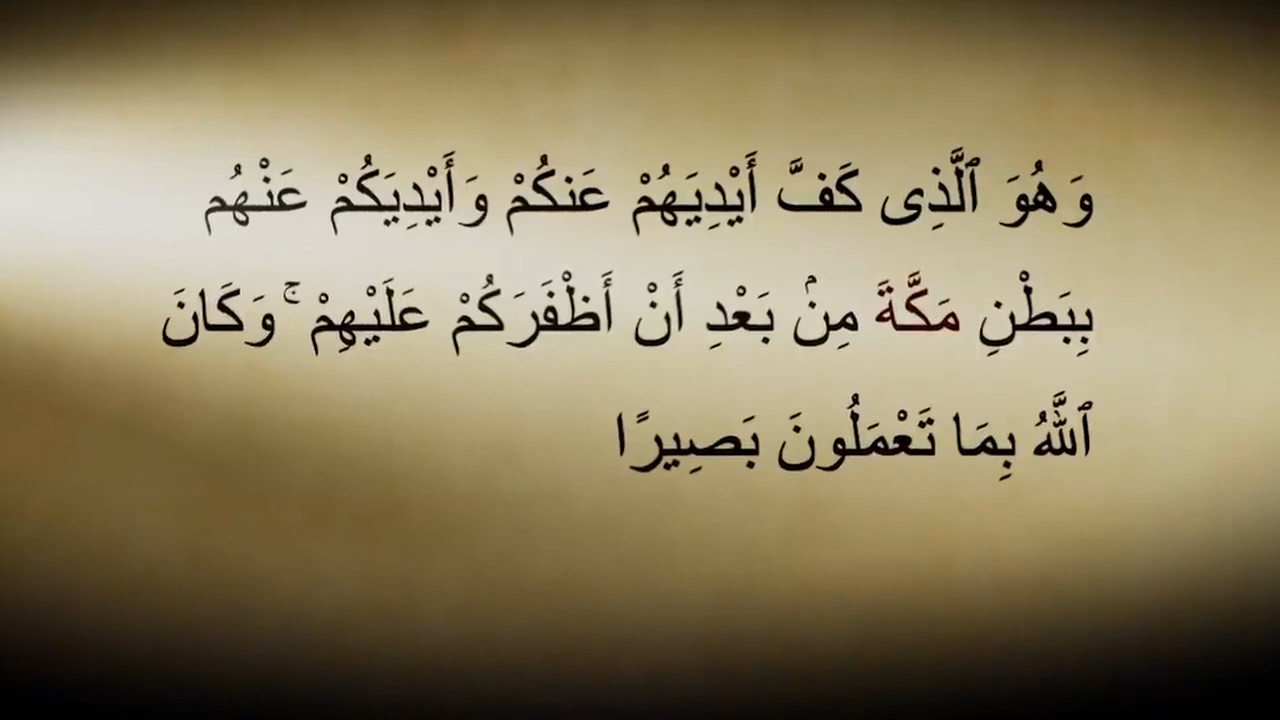 وَهُوَ ٱلَّذِى كَفَّ أَيْدِيَهُمْ عَنكُمْ وَأَيْدِيَكُمْ عَنْهُم
بِبَطْنِ مَكَّةَ مِنۢ بَعْدِ أَنْ أَظْفَرَكُمْ عَلَيْهِمْ ۚ وَكَانَ
ٱللَّهُ بِمَا تَعْمَلُونَ بَصِيرًا